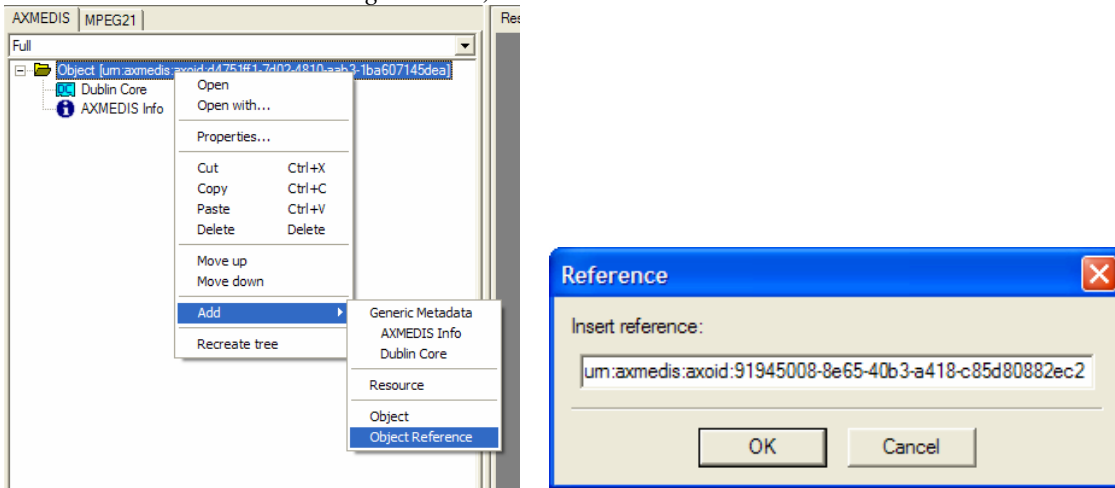 AXMEDIS MPEG21 Res
Full
Object [urn:axmedis:axoid:d4751ff1-7d02-4810-aab3-1ba607145dea]
Dublin Core
AXMEDIS Info
Open
Open with...
Properties...
Cut Ctrl+X
Copy Ctrl+C
Paste Ctrl+V
Delete Delete
Move up
Move down
Add
Recreate tree
Generic Metadata
AXMEDIS Info
Dublin Core
Resource
Object
Object Reference
Reference
Insert reference:
urn:axmedis:axoid:91945008-8e65-40b3-a418-c85d80882ec2
OK Cancel